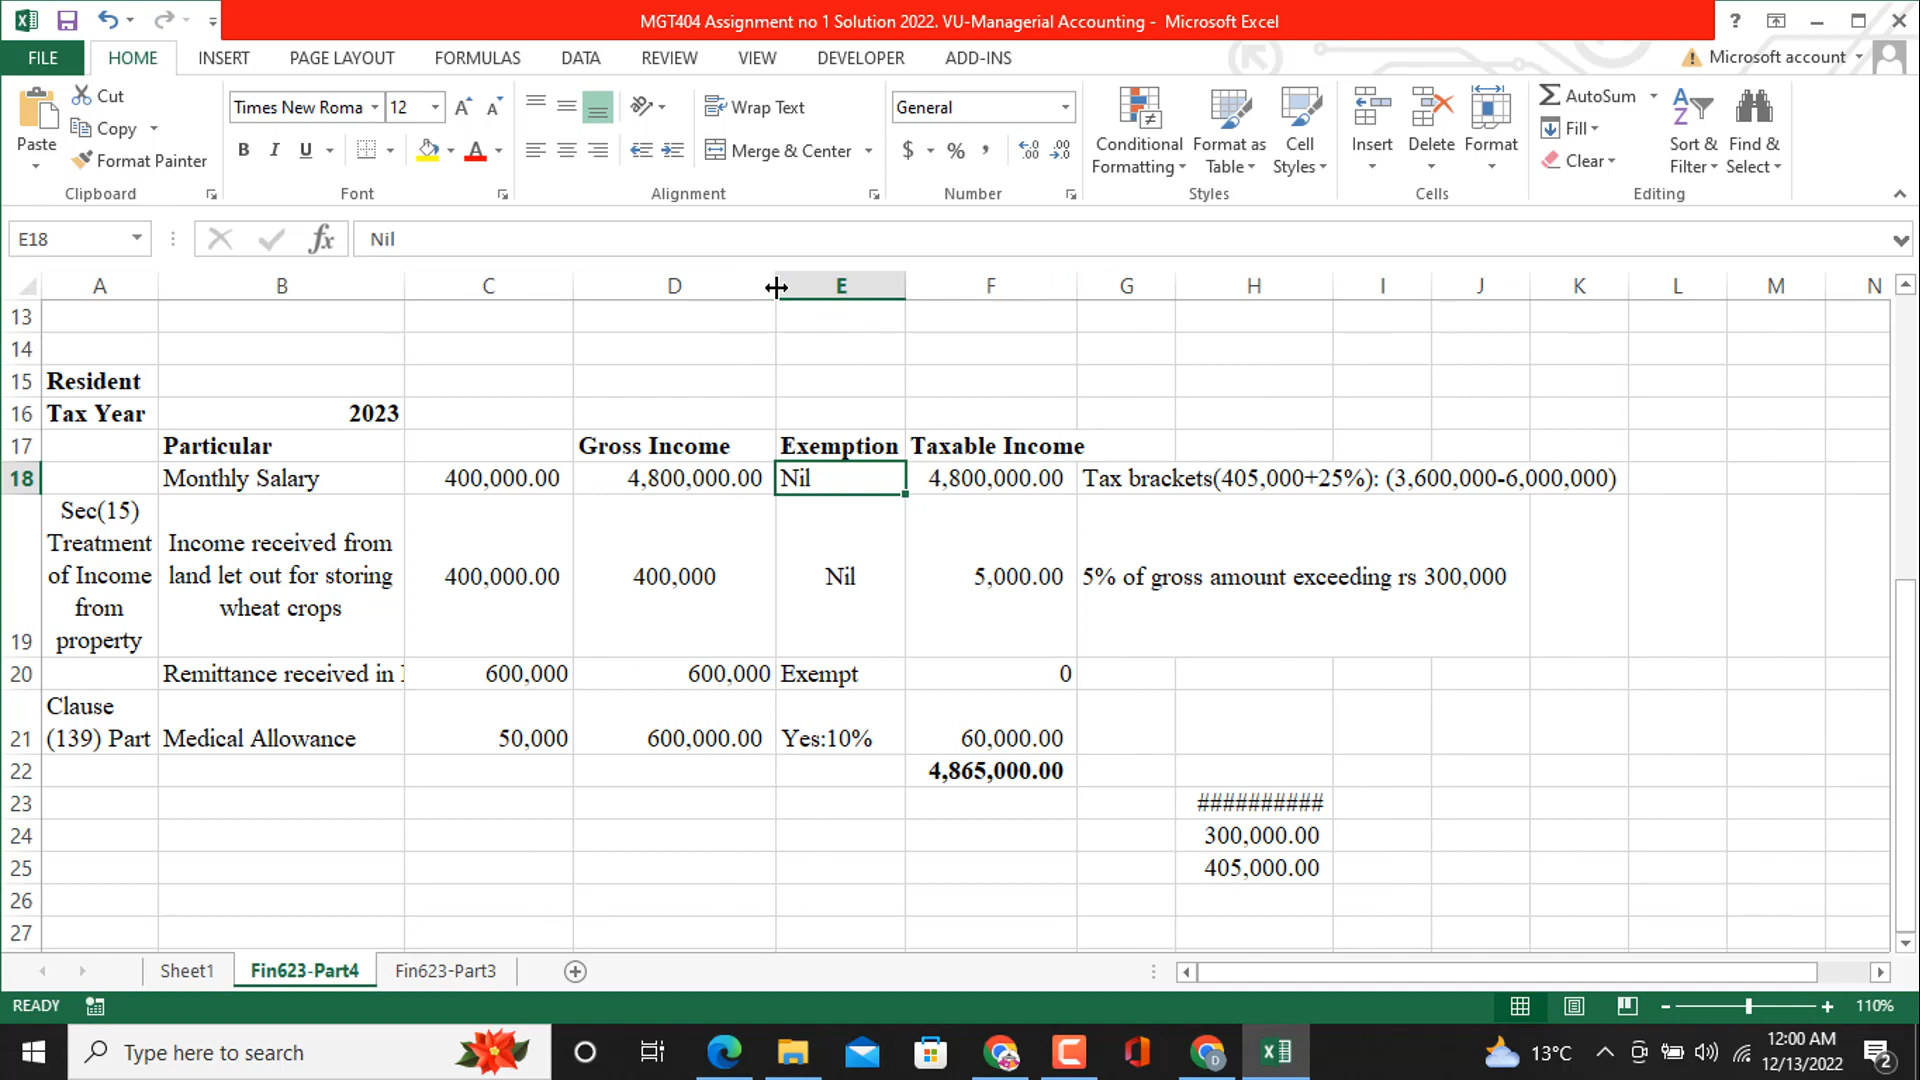 MGT404 Assignment no 1 Solution 2022. VU-Managerial Accounting - Microsoft Excel
FILE HOME INSERT PAGE LAYOUT FORMULAS DATA REVIEW VIEW DEVELOPER ADD-INS Microsoft account
Paste
Cut
Copy
Format Painter
Clipboard
Times New Roma 12
B I U
Font
Wrap Text
Merge & Center
Alignment
General
$ % ,
Number
Conditional Formatting
Format as Table
Cell Styles
Styles
Insert Delete Format
Cells
AutoSum
Fill
Clear
Sort & Filter
Find & Select
Editing
E18 fx Nil
A B C D E F G H I J K L M N
13
14
15 Resident
16 Tax Year 2023
17 Particular Gross Income Exemption Taxable Income
18 Monthly Salary 400,000.00 4,800,000.00 Nil 4,800,000.00 Tax brackets(405,000+25%): (3,600,000-6,000,000)
Sec(15)
Treatment Income received from
of Income land let out for storing 400,000.00 400,000 Nil 5,000.00 5% of gross amount exceeding rs 300,000
from wheat crops
19 property
20 Remittance received in 600,000 600,000 Exempt 0
Clause
21 (139) Part Medical Allowance 50,000 600,000.00 Yes:10% 60,000.00
22 4,865,000.00
23 ##########
24 300,000.00
25 405,000.00
26
27
Sheet1 Fin623-Part4 Fin623-Part3
READY 110%
Type here to search 13°C 12:00 AM
12/13/2022 2